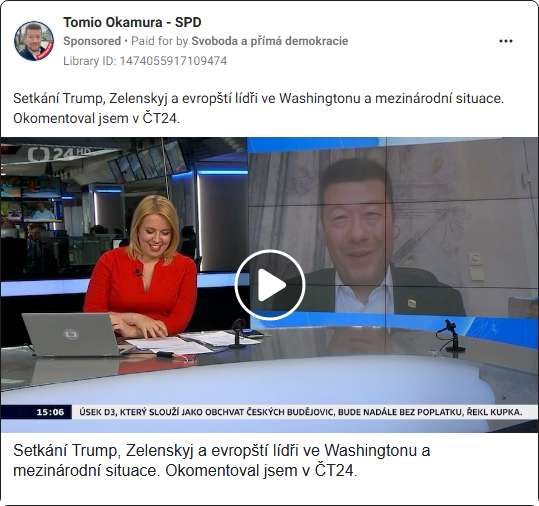 Tomio Okamura - SPD
Sponsored • Paid for by Svoboda a přímá demokracie
Library ID: 1474055917109474
Setkání Trump, Zelenskyj a evropští lídři ve Washingtonu a mezinárodní situace.
Okomentoval jsem v ČT24.
24 HD
15:06 ÚSEK D3, KTERÝ SLOUŽÍ JAKO OBCHVAT ČESKÝCH BUDĚJOVIC, BUDE NADÁLE BEZ POPLATKU, ŘEKL KUPKA.
Setkání Trump, Zelenskyj a evropští lídři ve Washingtonu a
mezinárodní situace. Okomentoval jsem v ČT24.